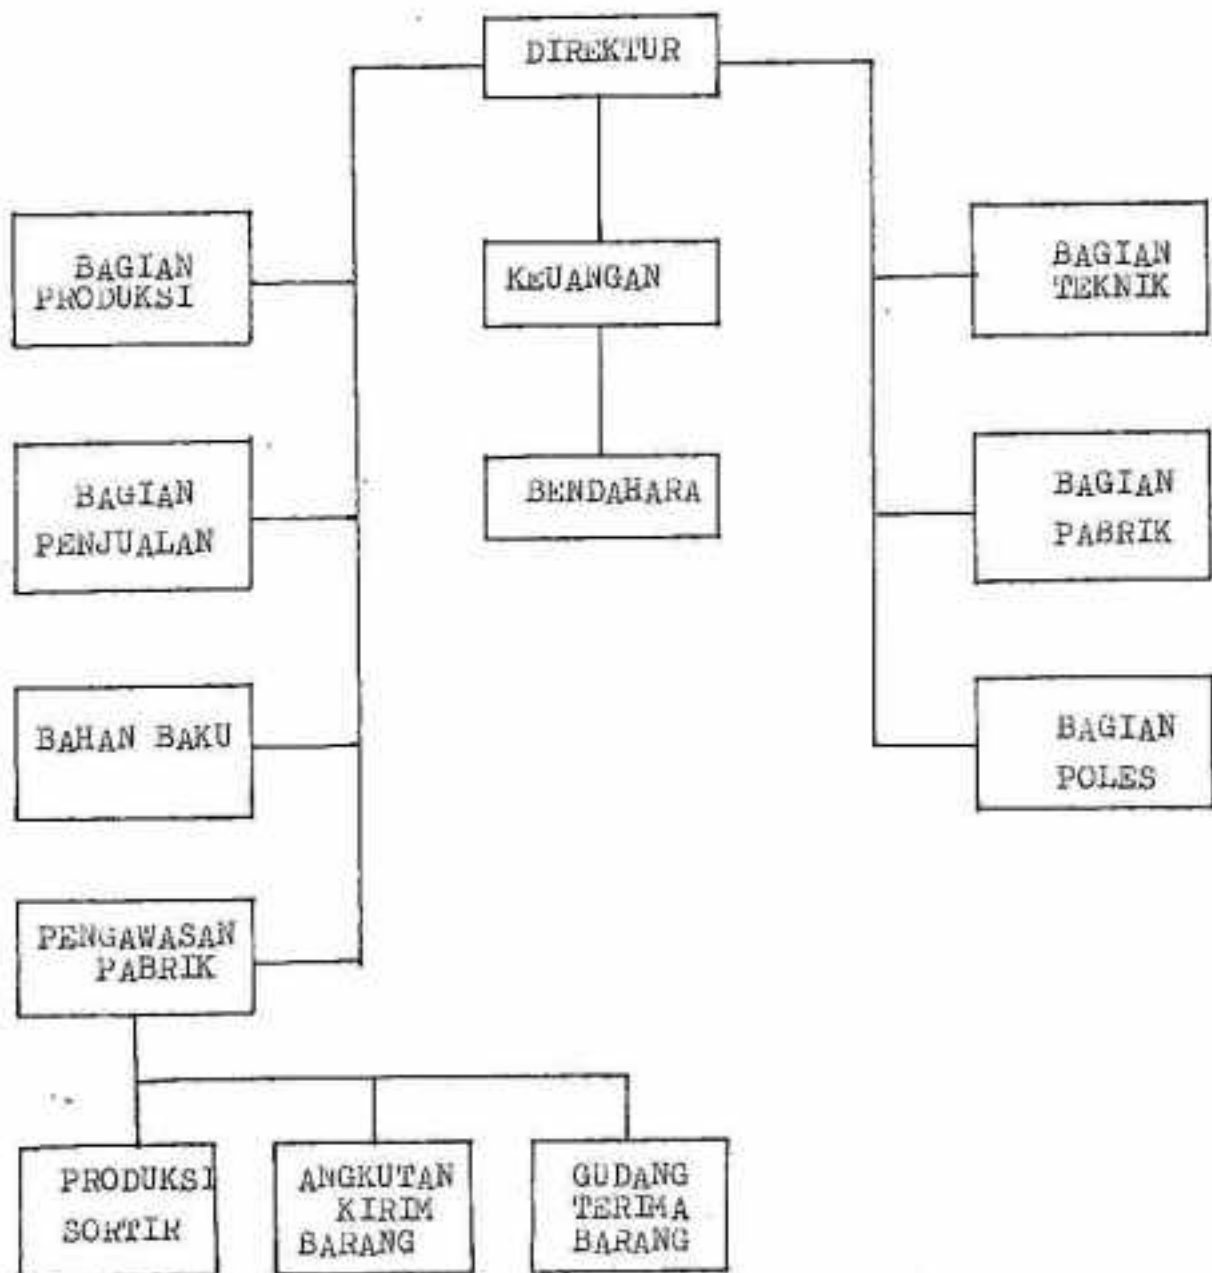 DIREKTUR
BAGIAN
PRODUKSI
KEUANGAN
BAGIAN
TEKNIK
BAGIAN
PENJUALAN
BENDAHARA
BAGIAN
PABRIK
BAHAN BAKU
BAGIAN
POLES
PENGAWASAN
PABRIK
PRODUKSI
SORTIR
ANGKUTAN
KIRIM
BARANG
GUDANG
TERIMA
BARANG